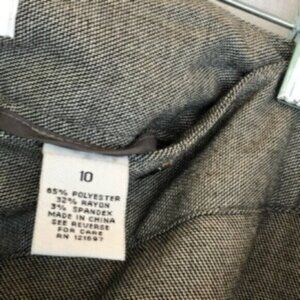 10
65% POLYESTER
32% RAYON
3% SPANDEX
MADE IN CHINA
SEE REVERSE
FOR CARE
RN 121697